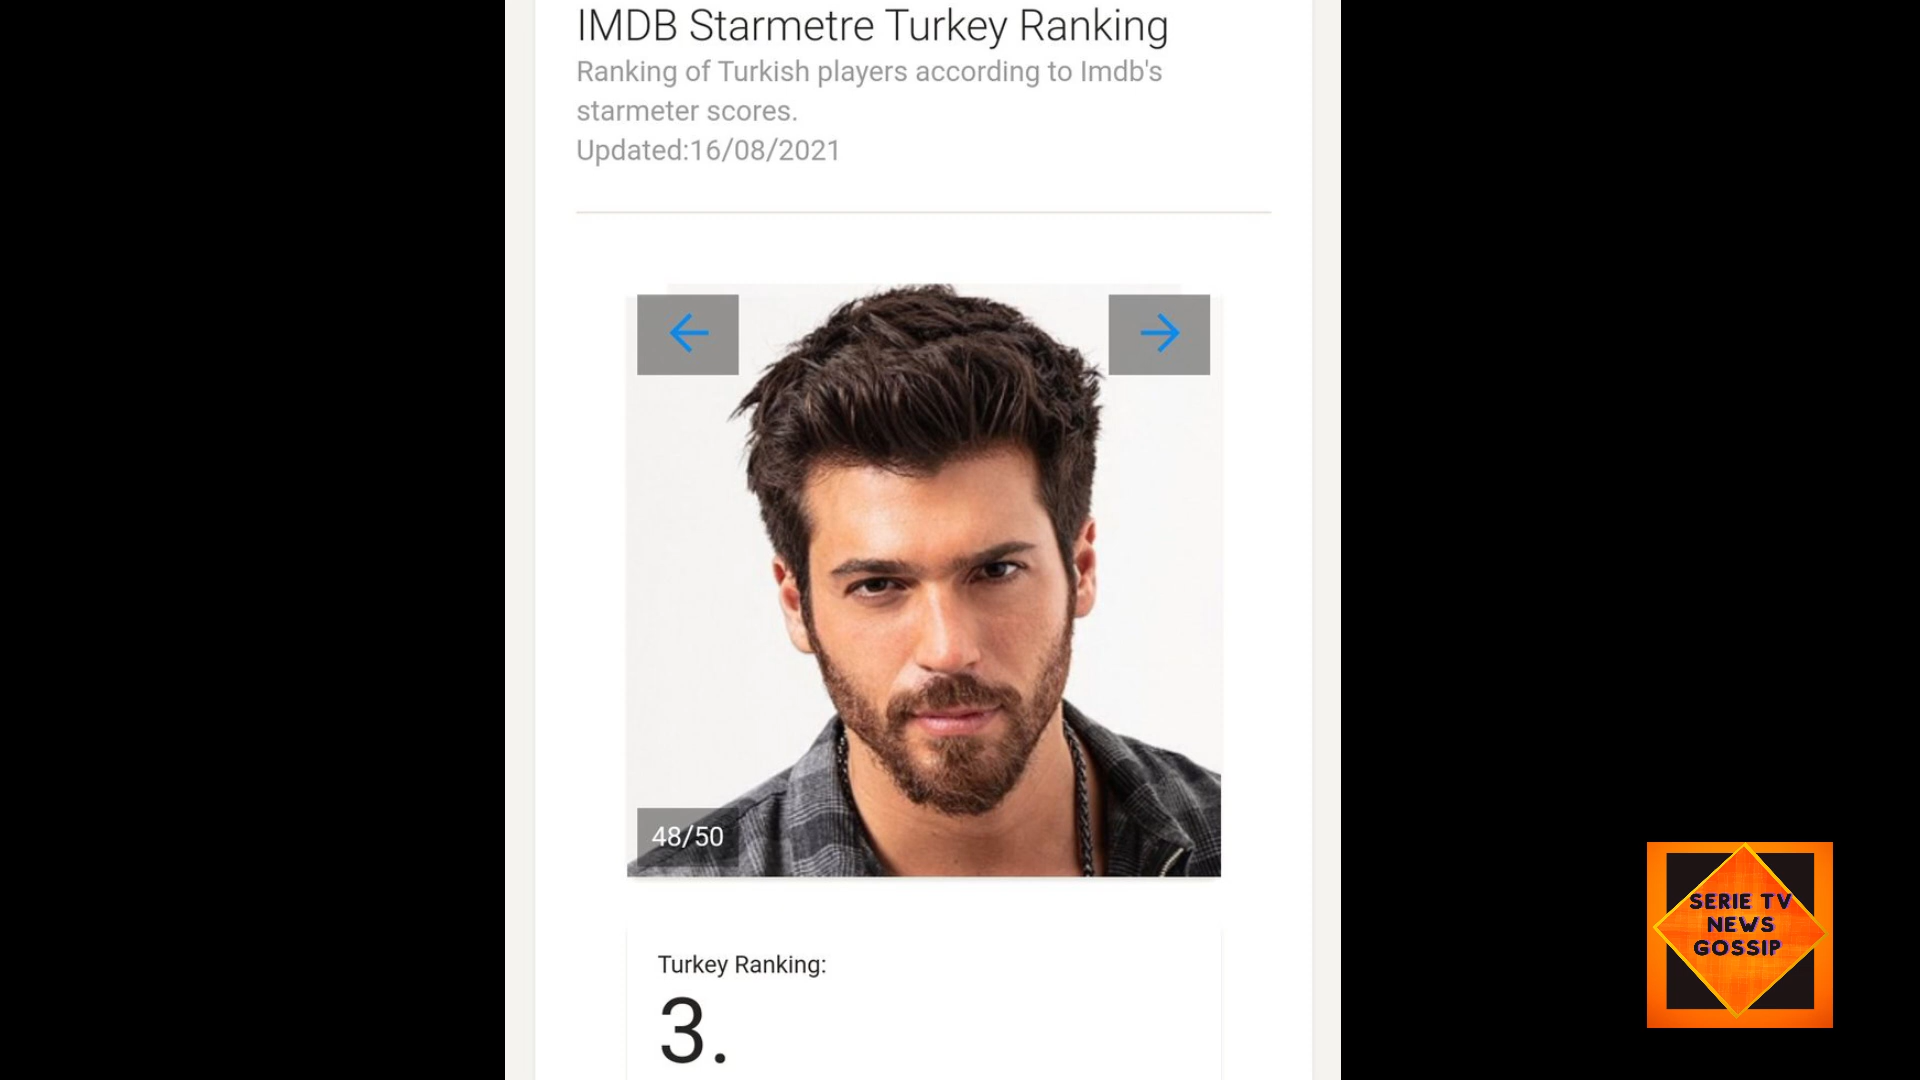 IMDB Starmetre Turkey Ranking
Ranking of Turkish players according to Imdb's
starmeter scores.
Updated:16/08/2021
48/50
Turkey Ranking:
3.
SERIE TV
NEWS
GOSSIP